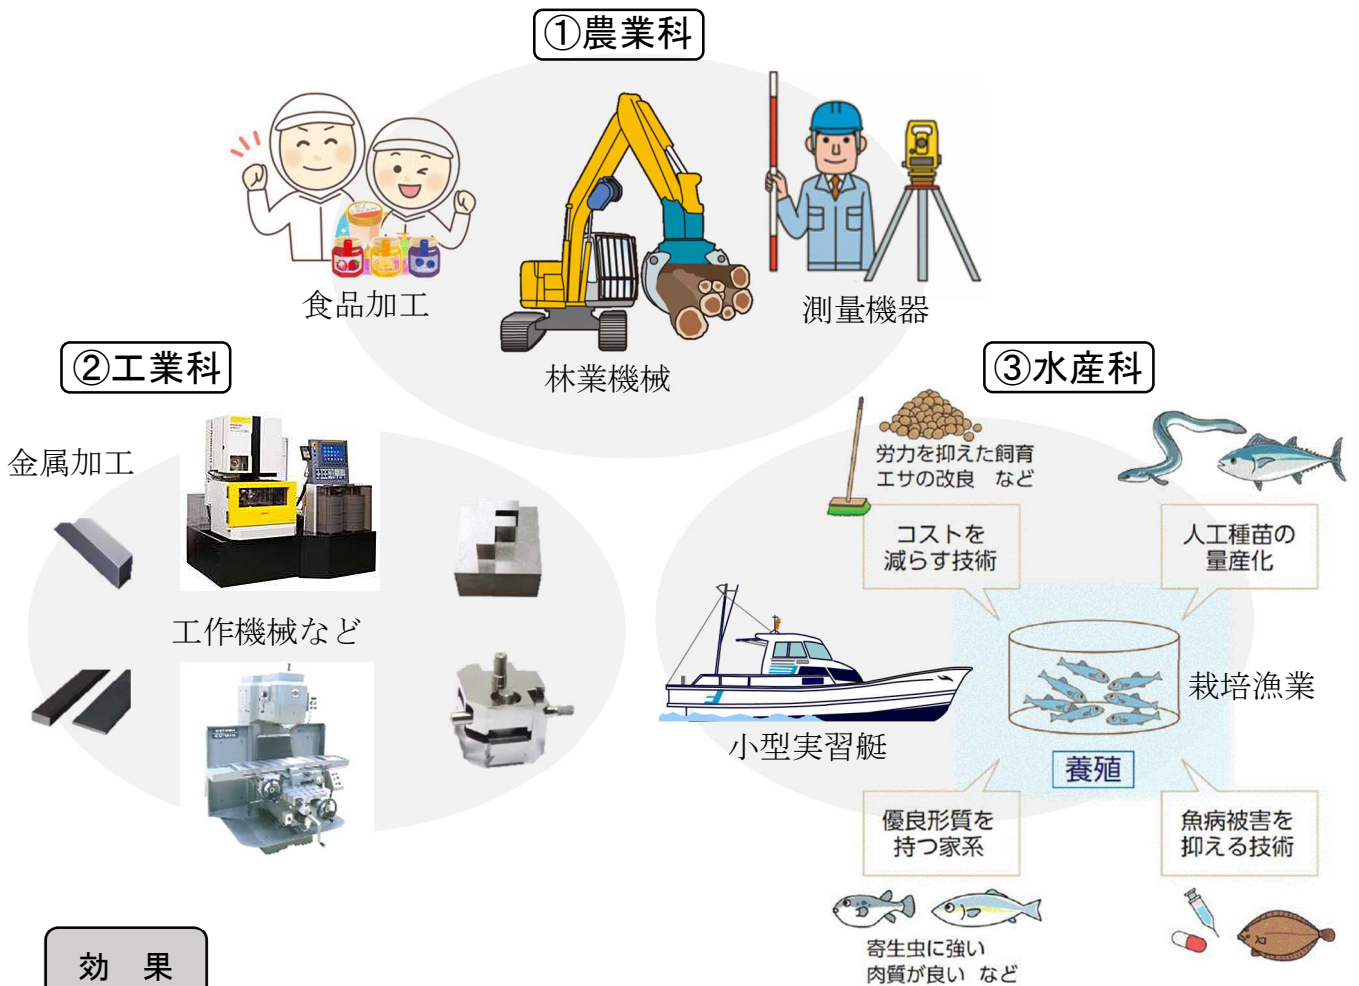 ①農業科
食品加工
林業機械
測量機器
②工業科
金属加工
工作機械など
③水産科
労力を抑えた飼育
エサの改良　など
コストを
減らす技術
人工種苗の
量産化
小型実習艇
栽培漁業
養殖
優良形質を
持つ家系
魚病被害を
抑える技術
寄生虫に強い
肉質が良い　など
効　果